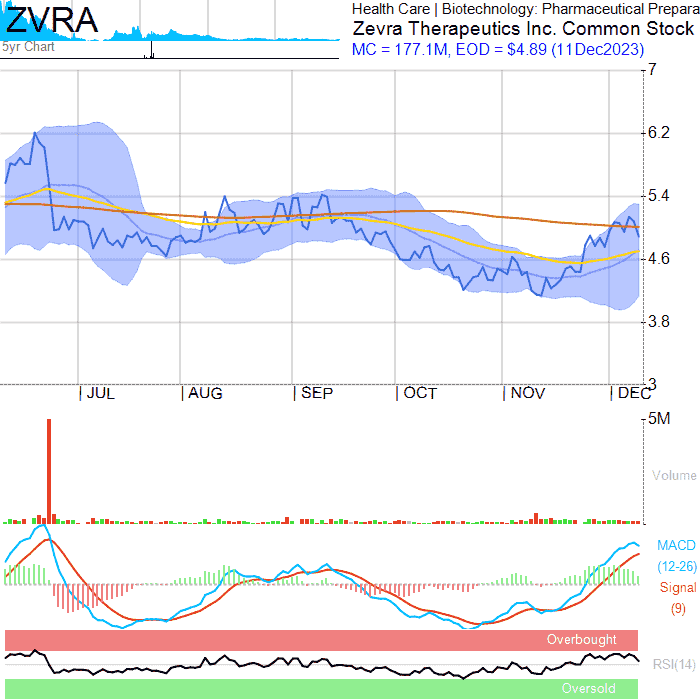 ZVRA
5yr Chart
Health Care | Biotechnology: Pharmaceutical Prepara
Zevra Therapeutics Inc. Common Stock
MC = 177.1M, EOD = $4.89 (11Dec2023)
7
6.2
5.4
4.6
3.8
3
| JUL | AUG | SEP | OCT | NOV | DEC
5M
Volume
MACD
(12-26)
Signal
(9)
Overbought
RSI(14)
Oversold